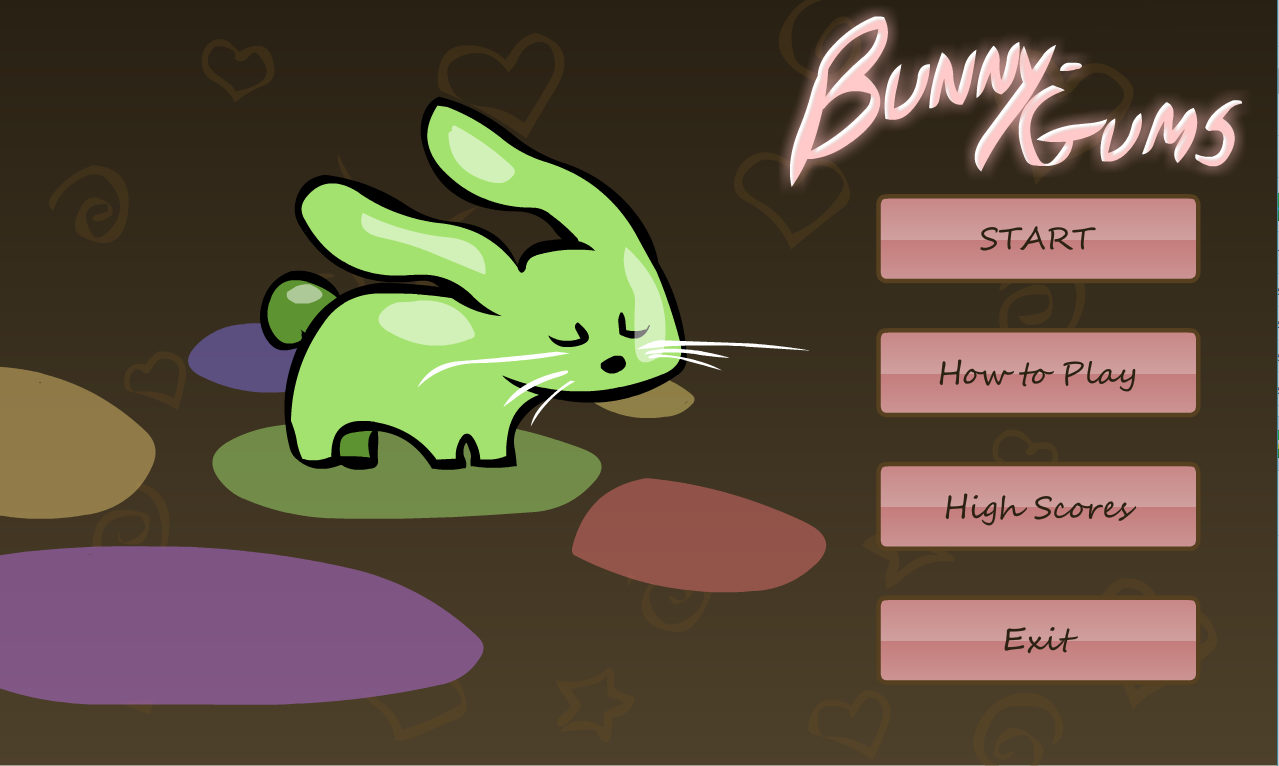 Bunny-
Gums
START
How to Play
High Scores
Exit